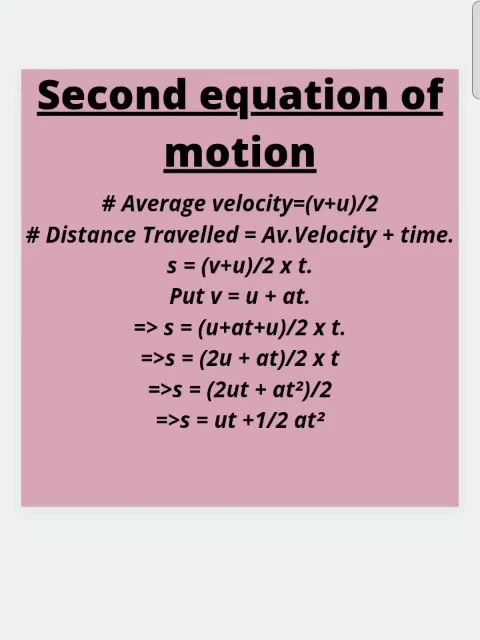 Second equation of
motion
# Average velocity=(v+u)/2
# Distance Travelled = Av.Velocity + time.
s = (v+u)/2 x t.
Put v = u + at.
=> s = (u+at+u)/2 x t.
=>s = (2u + at)/2 x t
=>s = (2ut + at²)/2
=>s = ut +1/2 at²